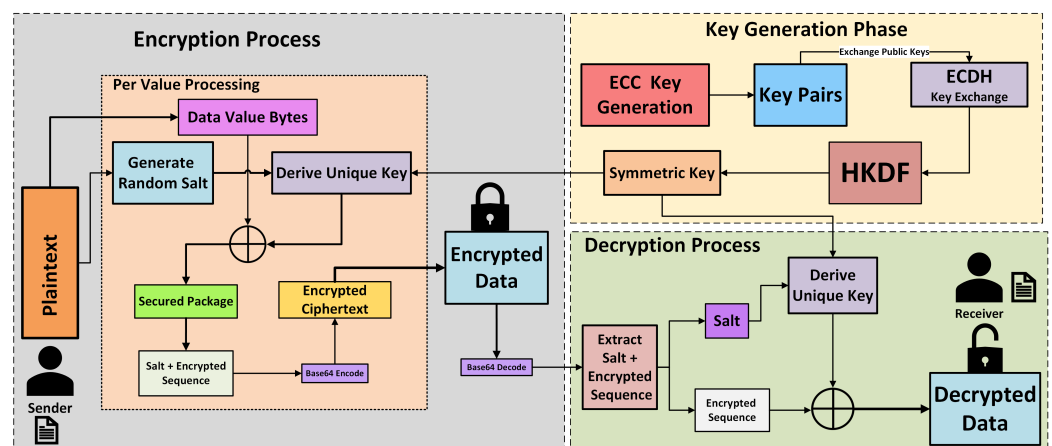 Encryption Process
Per Value Processing
Data Value Bytes
Generate
Random Salt
Derive Unique Key
Plaintext
Secured Package
Encrypted
Ciphertext
Salt + Encrypted
Sequence
Base64 Encode
Sender
Encrypted
Data
Base64 Decode
Key Generation Phase
Exchange Public Keys
ECC Key
Generation
Key Pairs
ECDH
Key Exchange
Symmetric Key
HKDF
Decryption Process
Derive
Unique Key
Receiver
Salt
Extract
Salt +
Encrypted
Sequence
Encrypted
Sequence
Decrypted
Data